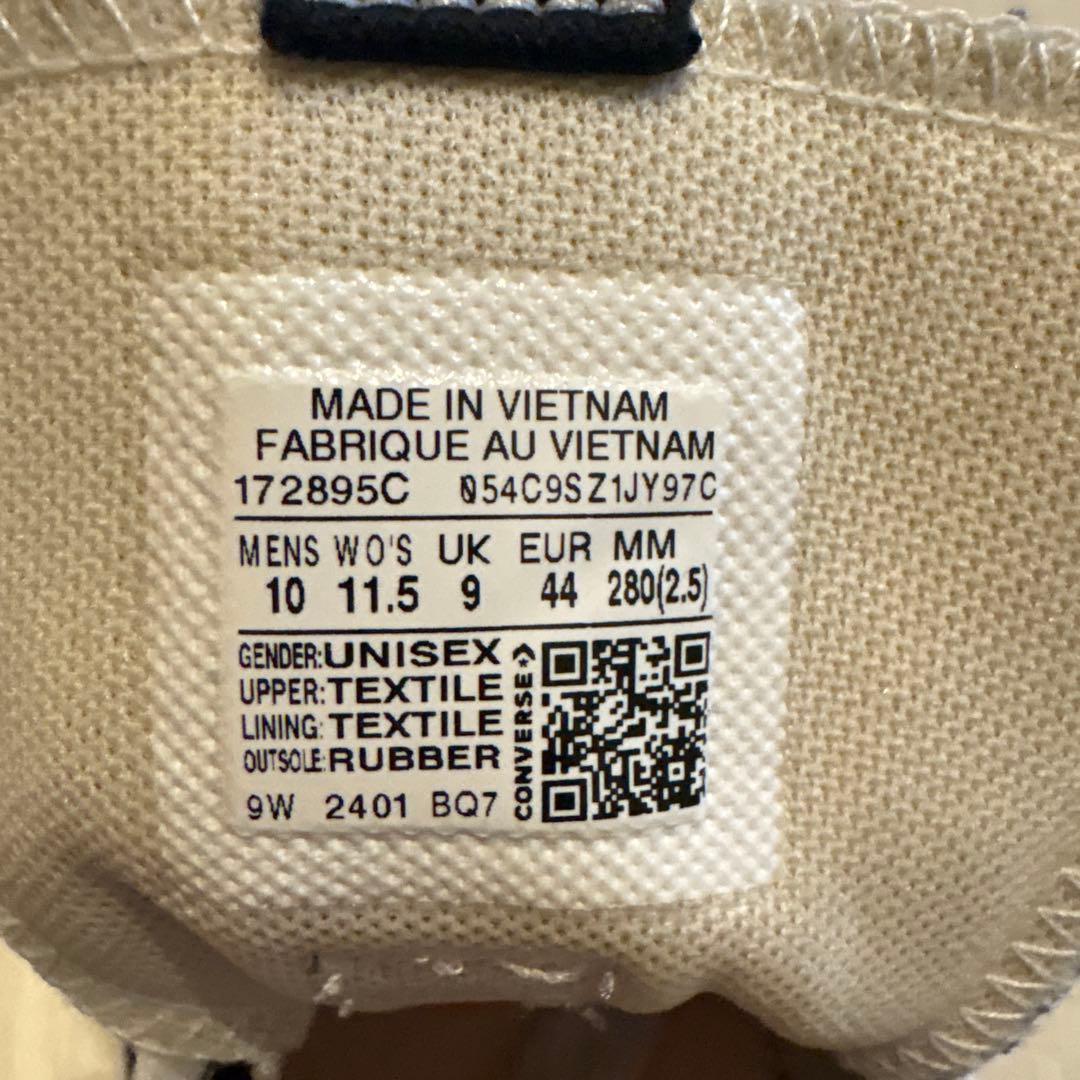 MADE IN VIETNAM
FABRIQUE AU VIETNAM
172895C 054C9SZ1JY97C
MENS WO'S UK EUR MM
10 11.5 9 44 280(2.5)
GENDER:UNISEX
UPPER:TEXTILE
LINING:TEXTILE
OUTSOLE:RUBBER
9W 2401 BQ7
CONVERSE